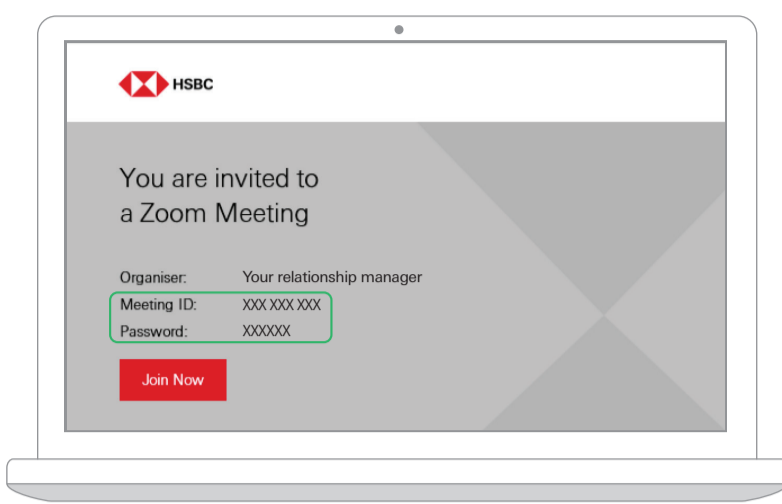 HSBC
You are invited to
a Zoom Meeting
Organiser: Your relationship manager
Meeting ID: XXX XXX XXX
Password: XXXXXX
Join Now